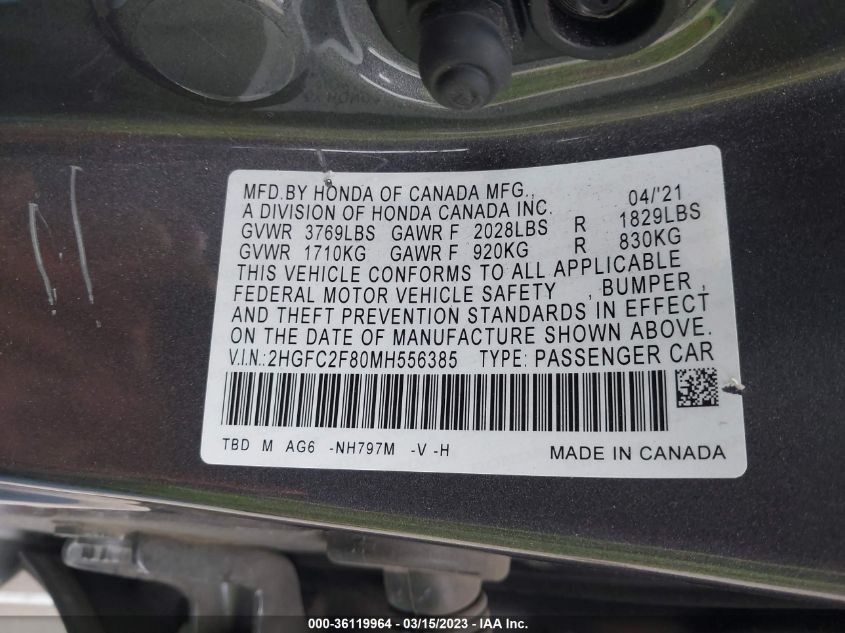 MFD.BY HONDA OF CANADA MFG., 04/'21
A DIVISION OF HONDA CANADA INC.
GVWR 3769LBS GAWR F 2028LBS R 1829LBS
GVWR 1710KG GAWR F 920KG R 830KG
THIS VEHICLE CONFORMS TO ALL APPLICABLE
FEDERAL MOTOR VEHICLE SAFETY , BUMPER ,
AND THEFT PREVENTION STANDARDS IN EFFECT
ON THE DATE OF MANUFACTURE SHOWN ABOVE.
V.I.N.:2HGFC2F80MH556385 TYPE: PASSENGER CAR
TBD M AG6 -NH797M -V -H MADE IN CANADA
000-36119964 - 03/15/2023 - IAA Inc.